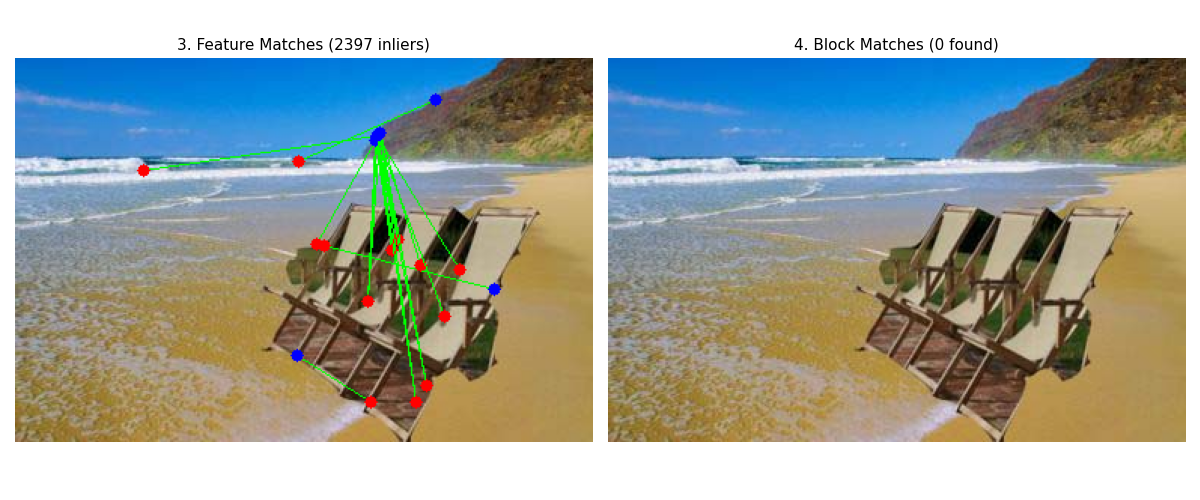 3. Feature Matches (2397 inliers)
4. Block Matches (0 found)